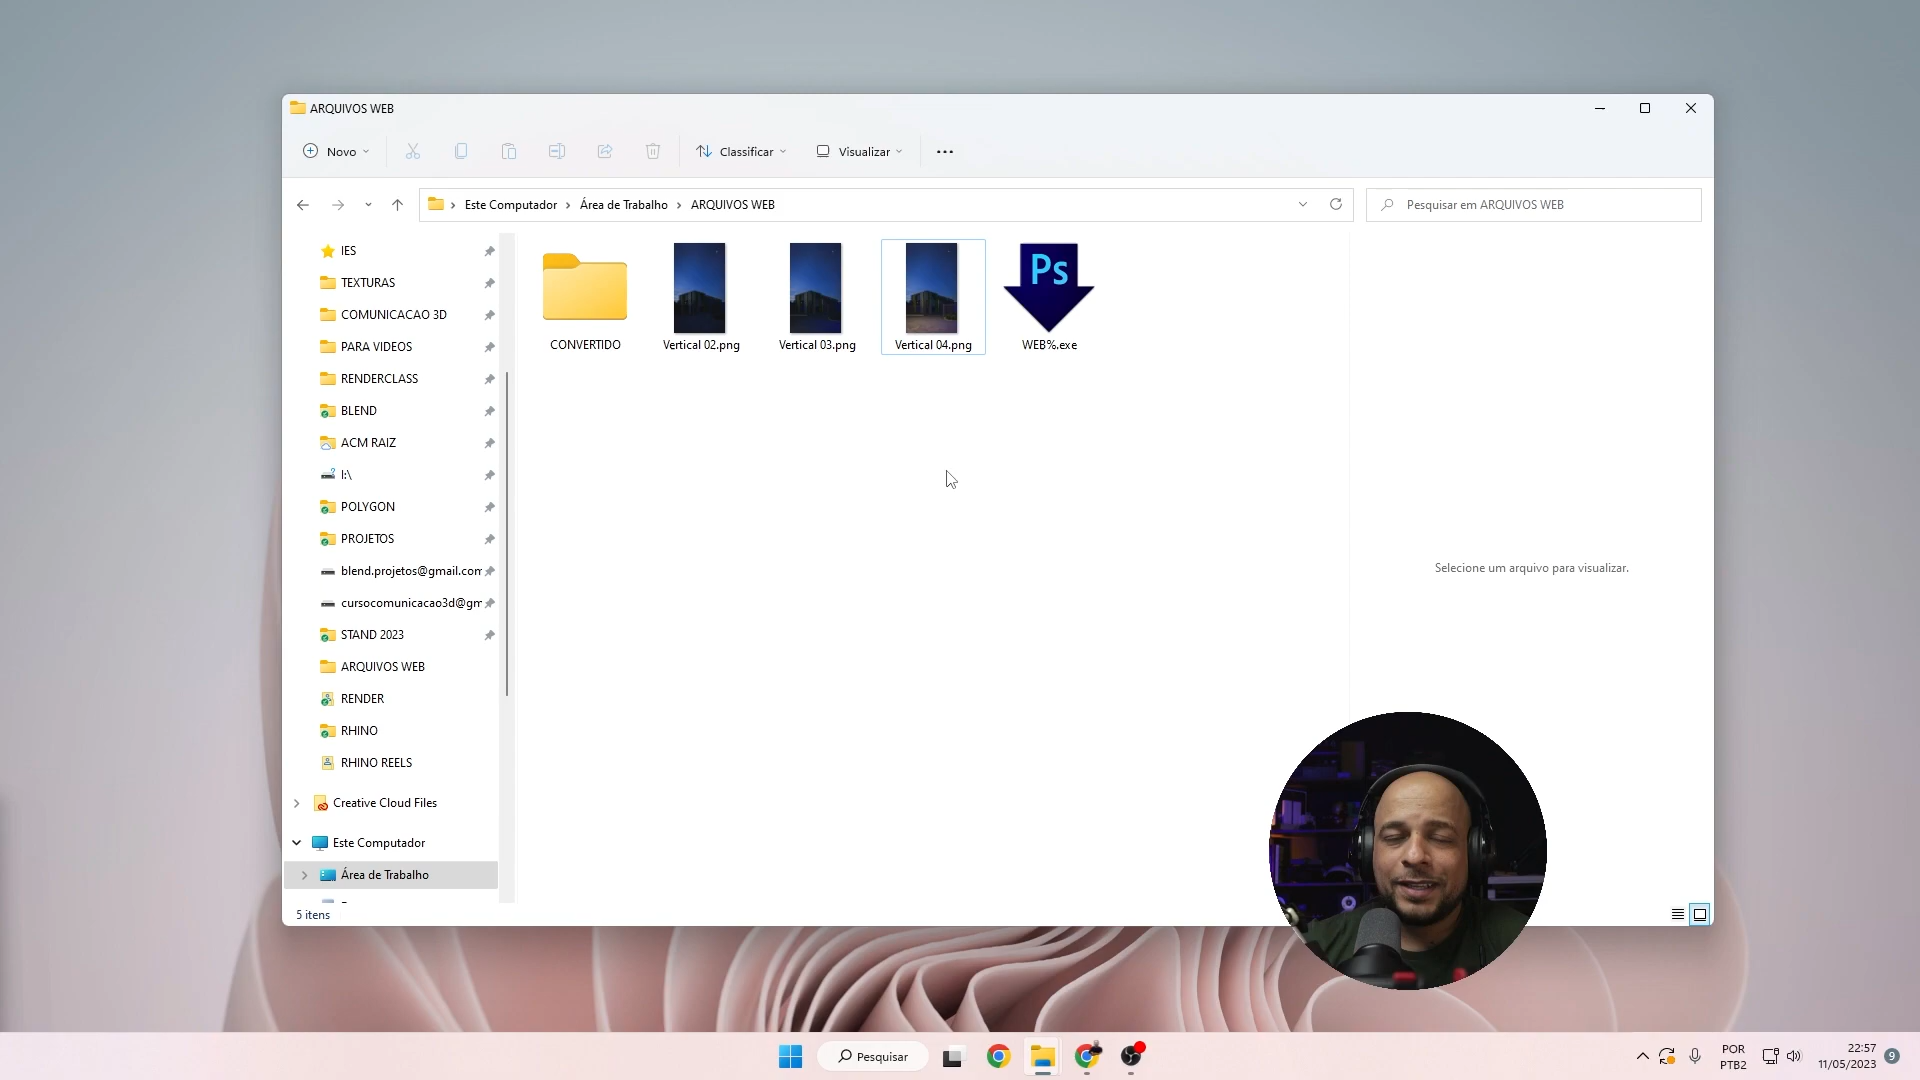 ARQUIVOS WEB
Novo
Classificar
Visualizar
Este Computador
Área de Trabalho
ARQUIVOS WEB
Pesquisar em ARQUIVOS WEB
IES
TEXTURAS
COMUNICACAO 3D
PARA VIDEOS
RENDERCLASS
BLEND
ACM RAIZ
I:\
POLYGON
PROJETOS
blend.projetos@gmail.com
cursocomunicacao3d@gm
STAND 2023
ARQUIVOS WEB
RENDER
RHINO
RHINO REELS
Creative Cloud Files
Este Computador
Área de Trabalho
5 itens
CONVERTIDO
Vertical 02.png
Vertical 03.png
Vertical 04.png
Ps
WEB%.exe
Selecione um arquivo para visualizar.
Pesquisar
POR
PTB2
22:57
11/05/2023
9